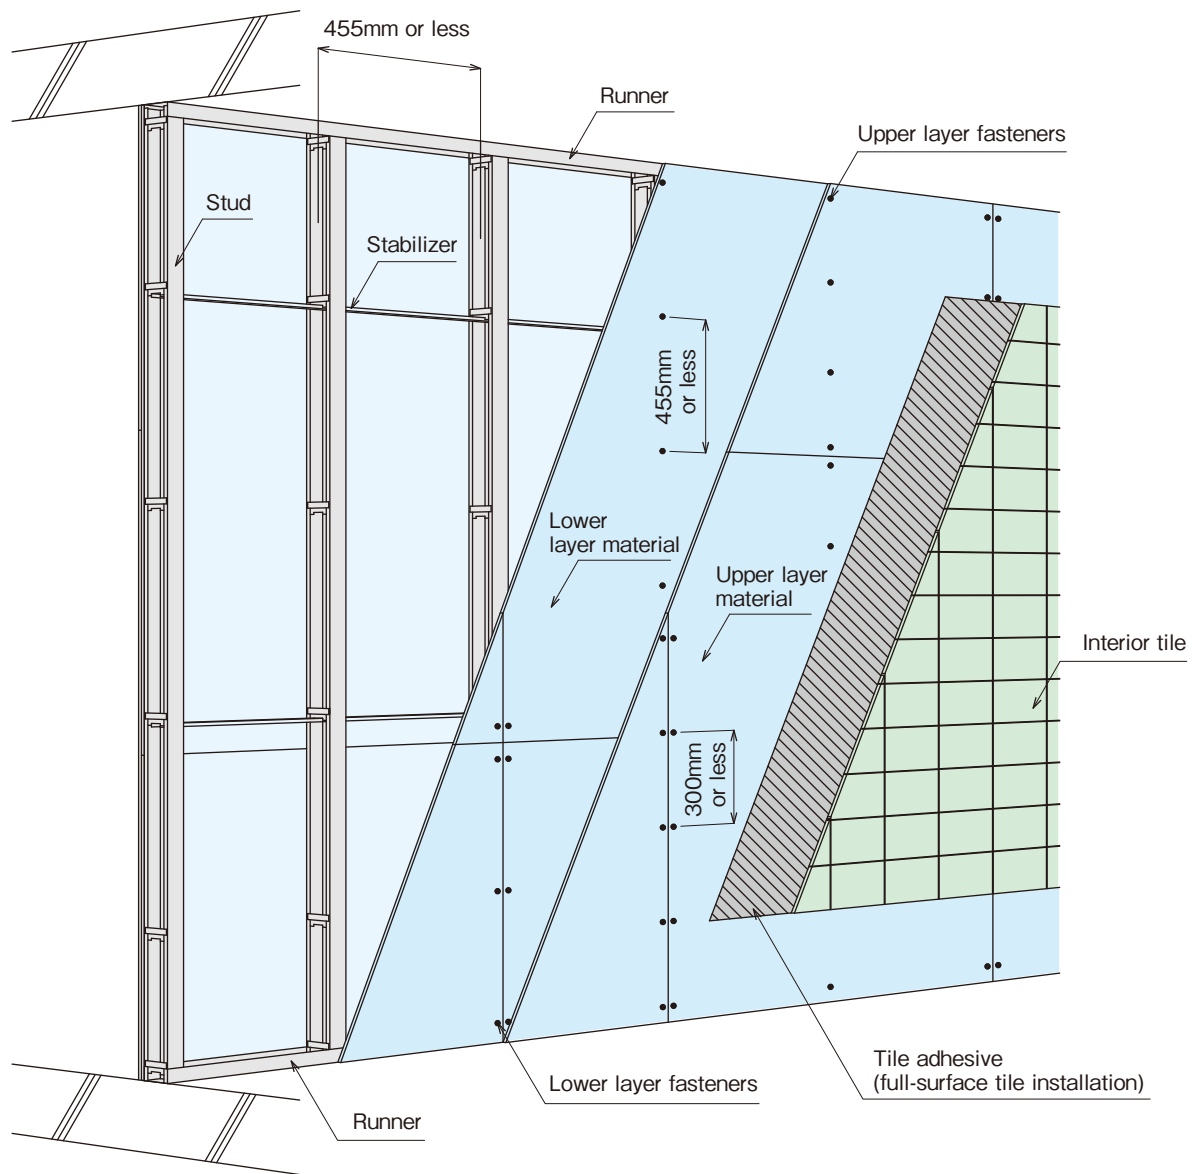 455mm or less
Runner
Upper layer fasteners
Stud
Stabilizer
455mm
or less
Lower
layer material
Upper layer
material
Interior tile
300mm
or less
Tile adhesive
(full-surface tile installation)
Lower layer fasteners
Runner